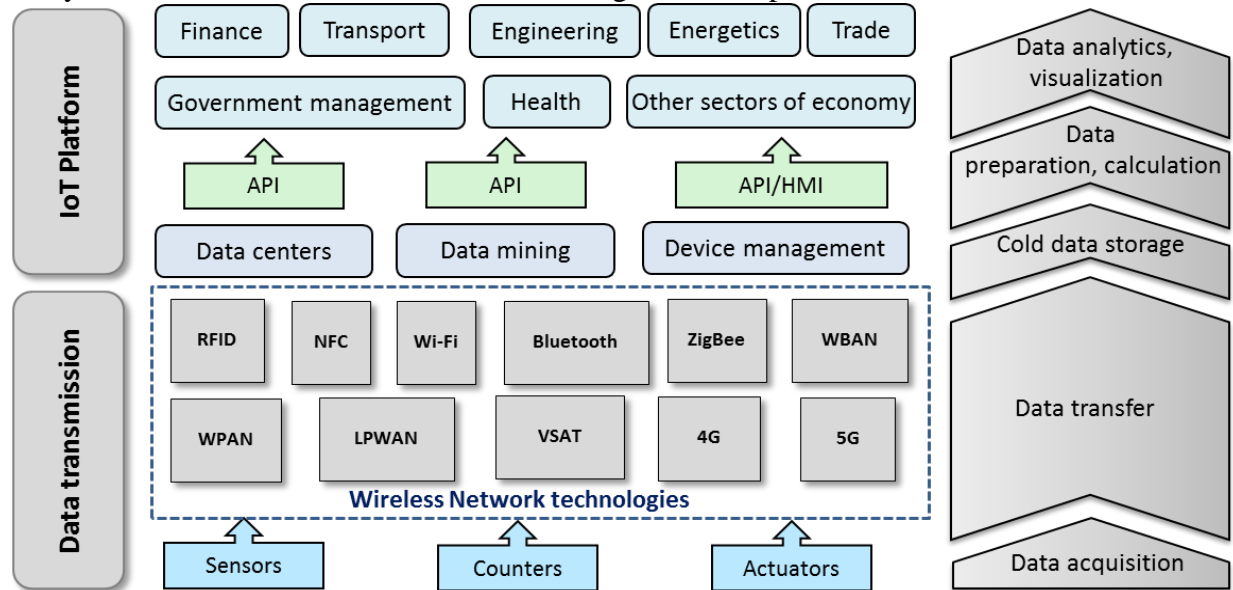 Finance
Transport
Engineering
Energetics
Trade
Government management
Health
Other sectors of economy
API
API
API/HMI
Data centers
Data mining
Device management
IoT Platform
RFID
NFC
Wi-Fi
Bluetooth
ZigBee
WBAN
WPAN
LPWAN
VSAT
4G
5G
Wireless Network technologies
Sensors
Counters
Actuators
Data transmission
Data analytics,
visualization
Data
preparation, calculation
Cold data storage
Data transfer
Data acquisition